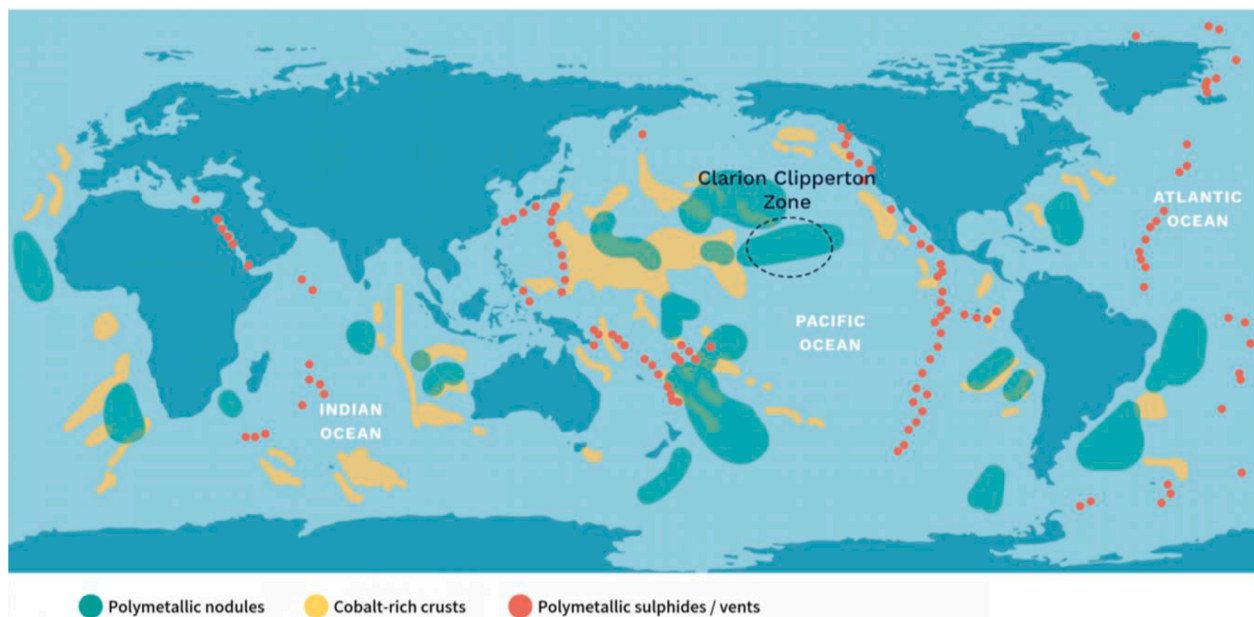 Clarion Clipperton
Zone
ATLANTIC
OCEAN
PACIFIC
OCEAN
INDIAN
OCEAN
Polymetallic nodules
Cobalt-rich crusts
Polymetallic sulphides / vents